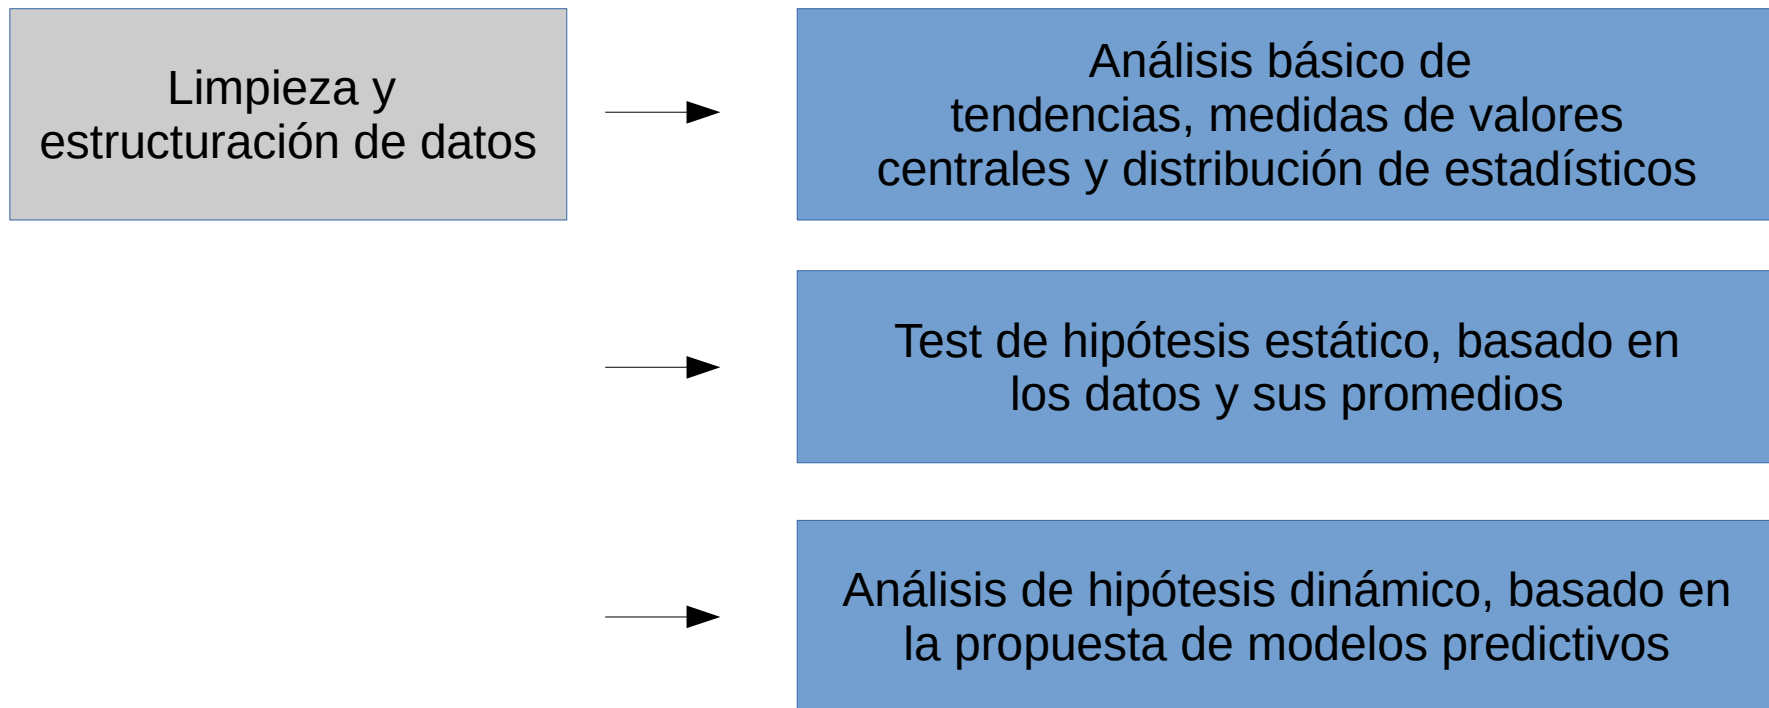 Limpieza y
estructuración de datos
Análisis básico de
tendencias, medidas de valores
centrales y distribución de estadísticos
Test de hipótesis estático, basado en
los datos y sus promedios
Análisis de hipótesis dinámico, basado en
la propuesta de modelos predictivos